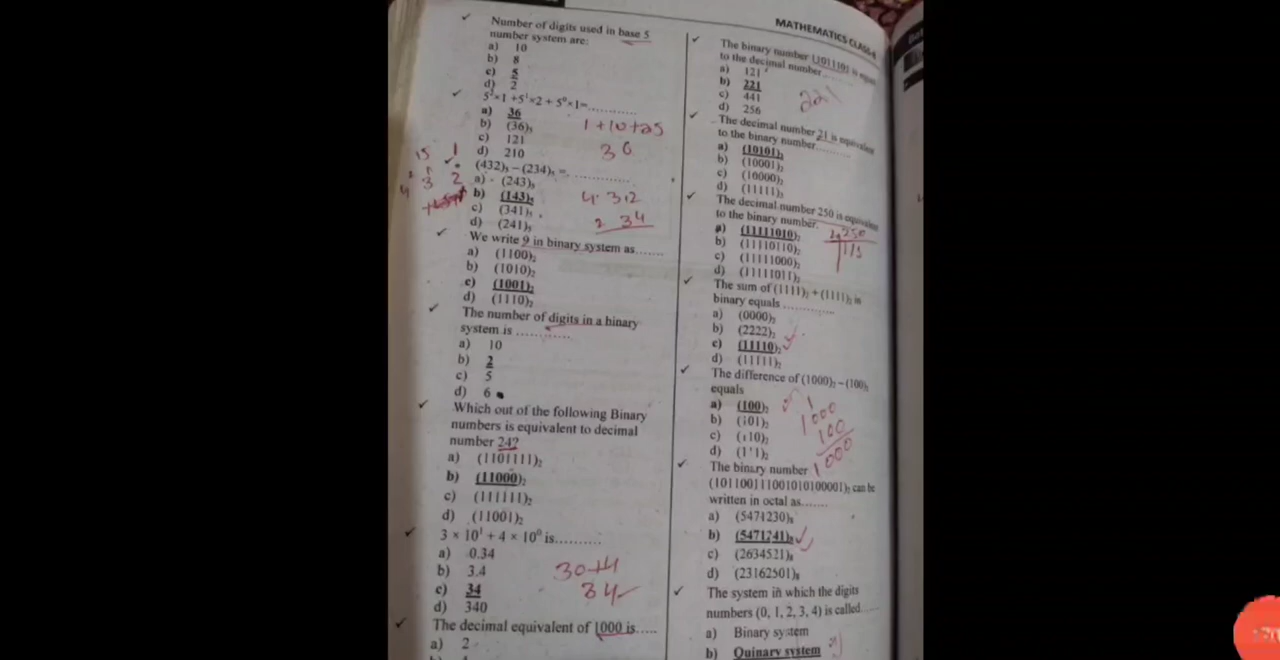 MATHEMATICS CLASS-
Number of digits used in base 5
number system are:
a) 10
b) 8
c) 5
d) 2
5²×1 +5¹×2 + 5⁰×1=............
a) 36
b) (36)₅
c) 121
d) 210
(432)₅ – (234)₅ = ..............
a) (243)₅
b) (143)₅
c) (341)₅
d) (241)₅
We write 9 in binary system as.......
a) (1100)₂
b) (1010)₂
c) (1001)₂
d) (1110)₂
The number of digits in a binary
system is ............
a) 10
b) 2
c) 5
d) 6
Which out of the following Binary
numbers is equivalent to decimal
number 24?
a) (1101111)₂
b) (11000)₂
c) (111111)₂
d) (11001)₂
3 × 10¹ + 4 × 10⁰ is..........
a) 0.34
b) 3.4
c) 34
d) 340
The decimal equivalent of 1000 is.....
a) 2
1 + 10 + 25
36
4 3 2
2 34
30+4
34
The binary number 11011101 is
to the decimal number
a) 121
b) 221
c) 441
d) 256
221
The decimal number 21 is equivalent
to the binary number
a) (10101)₂
b) (10001)₂
c) (10000)₂
d) (11111)₂
The decimal number 250 is equivalent
to the binary number.
a) (11111010)₂
b) (11110110)₂
c) (11111000)₂
d) (11111011)₂
250
The sum of (1111)₂ + (1111)₂ in
binary equals ..............
a) (0000)₂
b) (2222)₂
c) (11110)₂
d) (11111)₂
The difference of (1000)₂ – (100)₂
equals
a) (100)₂
b) (101)₂
c) (110)₂
d) (111)₂
1000
100
1000
The binary number
(101100111001010100001)₂ can be
written in octal as.......
a) (5471230)₈
b) (5471241)₈
c) (2634521)₈
d) (23162501)₈
The system in which the digits
numbers (0, 1, 2, 3, 4) is called
a) Binary system
b) Quinary system